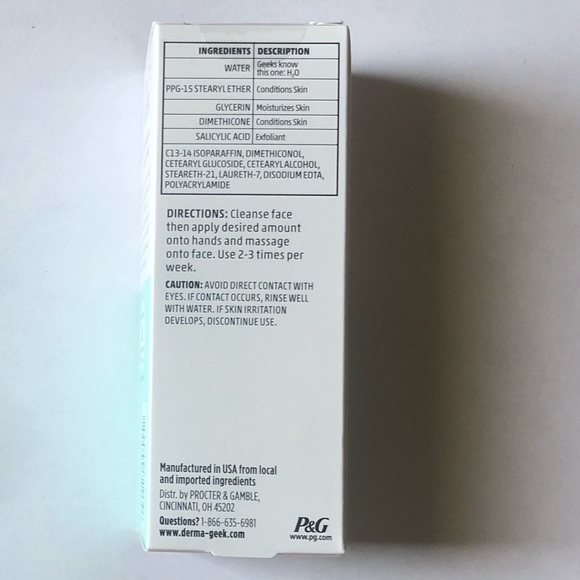 INGREDIENTS DESCRIPTION
WATER Geeks know
this one: H₂O
PPG-15 STEARYL ETHER Conditions Skin
GLYCERIN Moisturizes Skin
DIMETHICONE Conditions Skin
SALICYLIC ACID Exfoliant
C13-14 ISOPARAFFIN, DIMETHICONOL,
CETEARYL GLUCOSIDE, CETEARYL ALCOHOL,
STEARETH-21, LAURETH-7, DISODIUM EDTA,
POLYACRYLAMIDE
DIRECTIONS: Cleanse face
then apply desired amount
onto hands and massage
onto face. Use 2-3 times per
week.
CAUTION: AVOID DIRECT CONTACT WITH
EYES. IF CONTACT OCCURS, RINSE WELL
WITH WATER. IF SKIN IRRITATION
DEVELOPS, DISCONTINUE USE.
Manufactured in USA from local
and imported ingredients
Distr. by PROCTER & GAMBLE,
CINCINNATI, OH 45202
Questions? 1-866-635-6981
www.derma-geek.com
P&G
www.pg.com